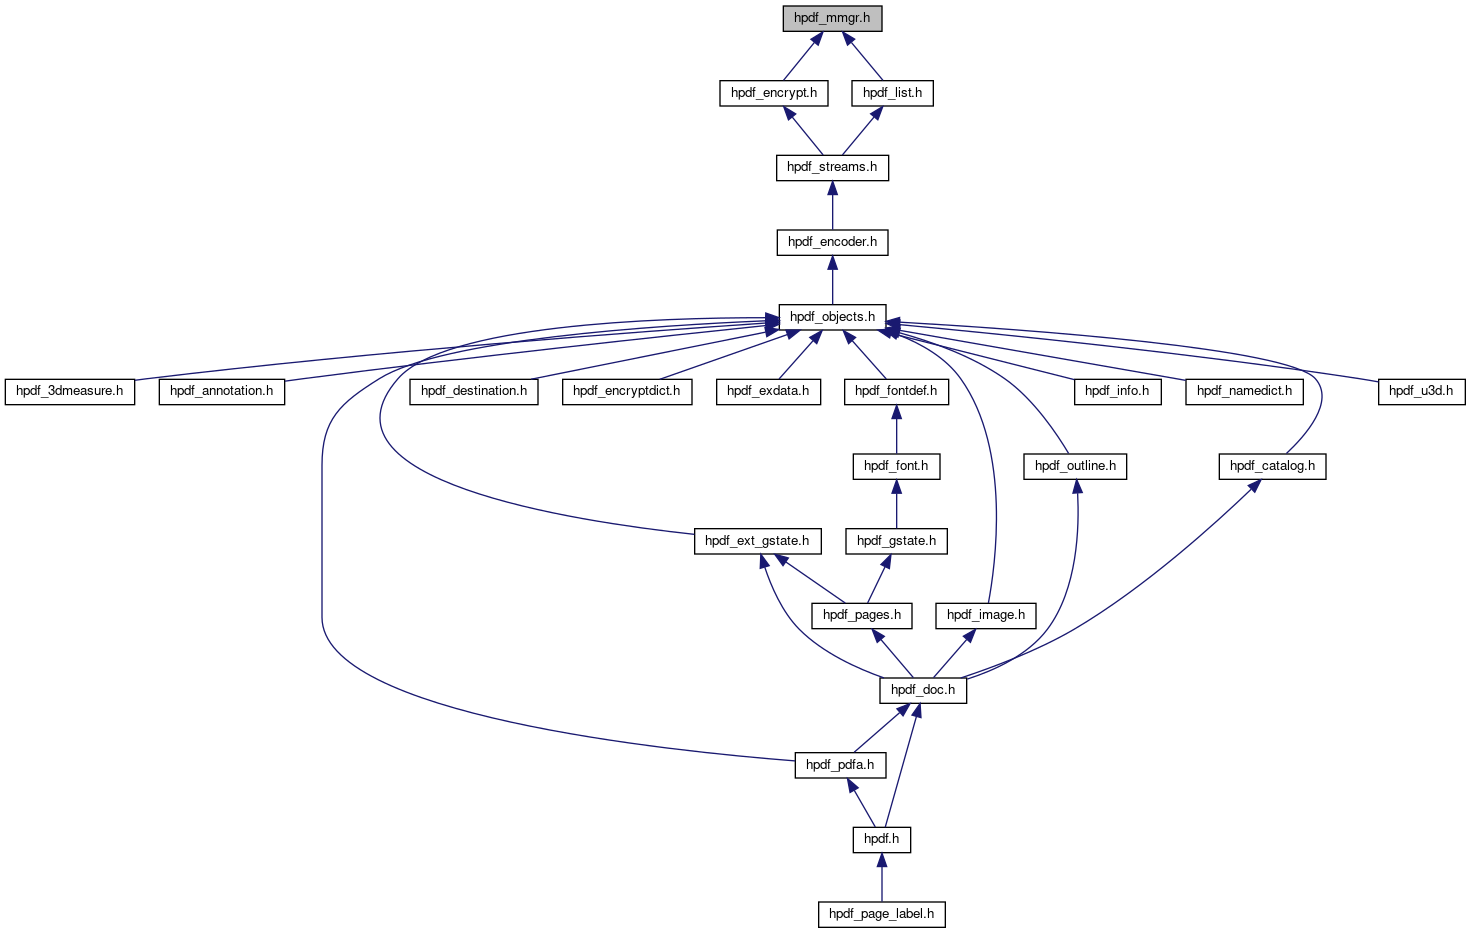 hpdf_mmgr.h
hpdf_encrypt.h
hpdf_list.h
hpdf_streams.h
hpdf_encoder.h
hpdf_objects.h
hpdf_3dmeasure.h
hpdf_annotation.h
hpdf_destination.h
hpdf_encryptdict.h
hpdf_exdata.h
hpdf_fontdef.h
hpdf_info.h
hpdf_namedict.h
hpdf_u3d.h
hpdf_font.h
hpdf_outline.h
hpdf_catalog.h
hpdf_ext_gstate.h
hpdf_gstate.h
hpdf_pages.h
hpdf_image.h
hpdf_doc.h
hpdf_pdfa.h
hpdf.h
hpdf_page_label.h